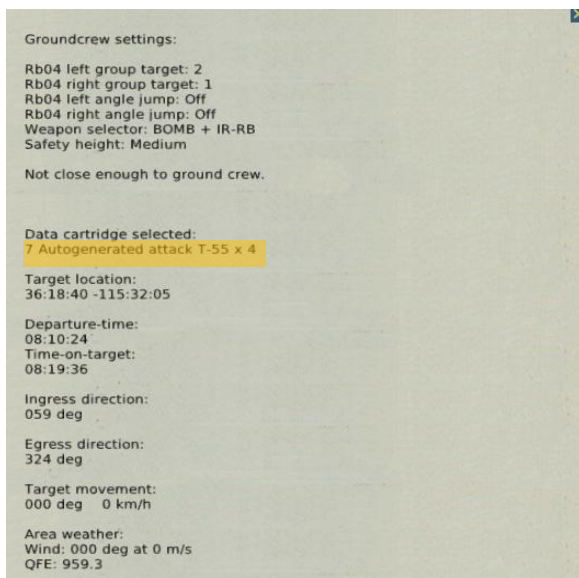 Groundcrew settings:
Rb04 left group target: 2
Rb04 right group target: 1
Rb04 left angle jump: Off
Rb04 right angle jump: Off
Weapon selector: BOMB + IR-RB
Safety height: Medium
Not close enough to ground crew.
Data cartridge selected:
7 Autogenerated attack T-55 x 4
Target location:
36:18:40 -115:32:05
Departure-time:
08:10:24
Time-on-target:
08:19:36
Ingress direction:
059 deg
Egress direction:
324 deg
Target movement:
000 deg 0 km/h
Area weather:
Wind: 000 deg at 0 m/s
QFE: 959.3